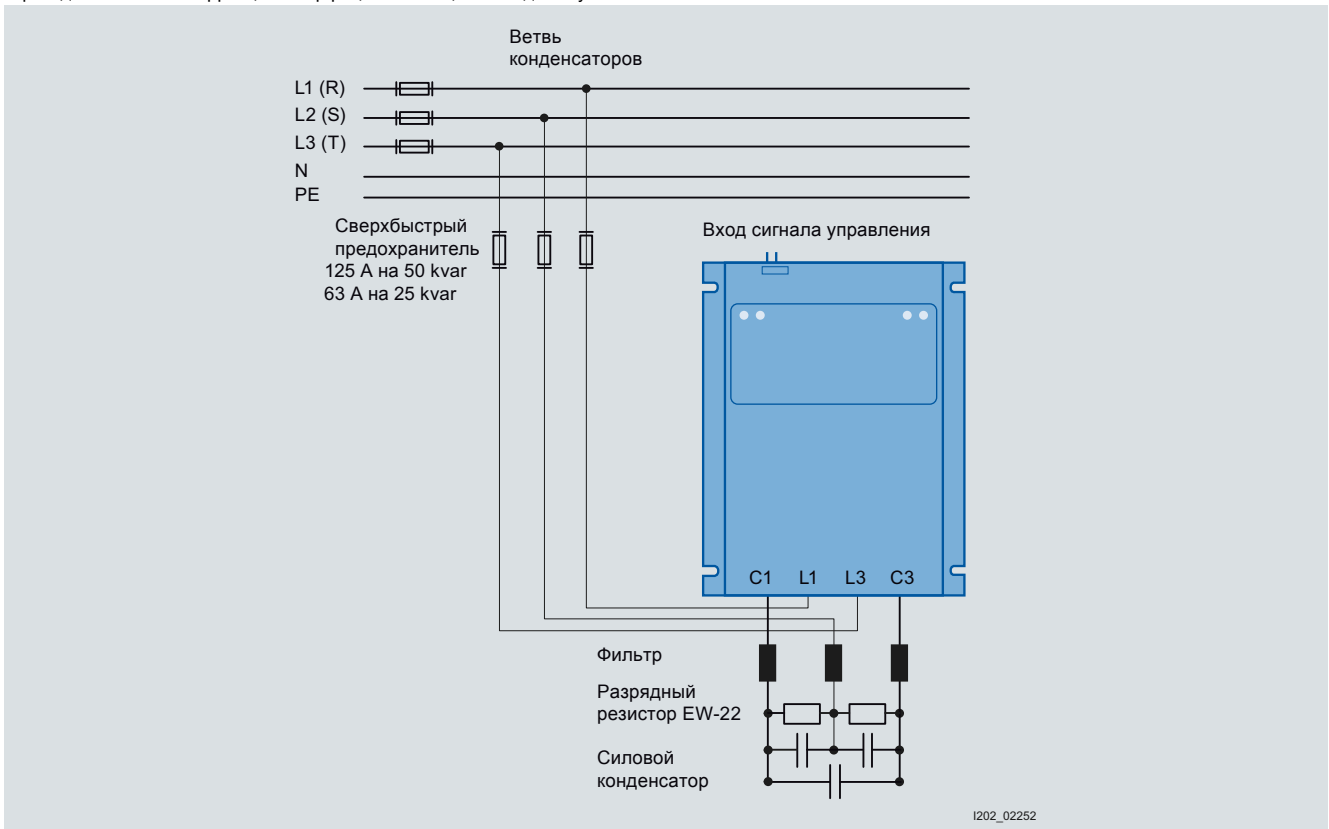 Ветвь
конденсаторов
L1 (R)
L2 (S)
L3 (T)
N
PE
Сверхбыстрый
предохранитель
125 А на 50 kvar
63 А на 25 kvar
Вход сигнала управления
C1 L1 L3 C3
Фильтр
Разрядный
резистор EW-22
Силовой
конденсатор
I202_02252